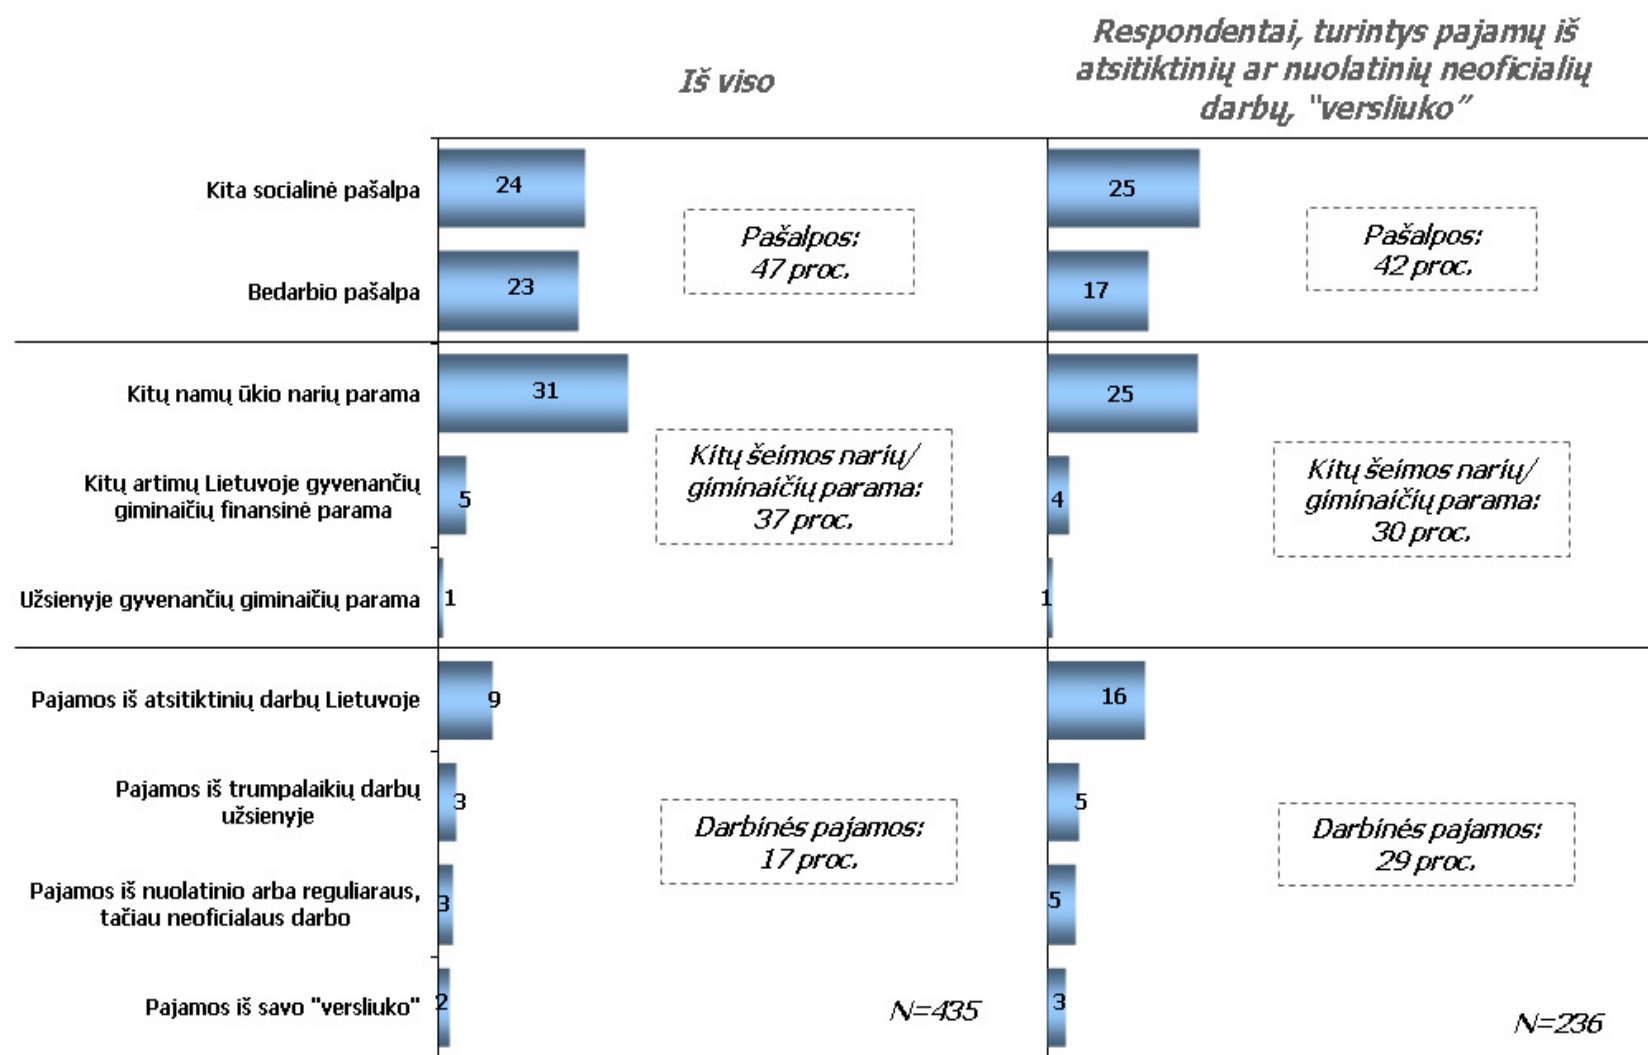 Iš viso
Respondentai, turintys pajamų iš
atsitiktinių ar nuolatinių neoficialių
darbų, "versliuko"
Kita socialinė pašalpa
24
25
Bedarbio pašalpa
23
17
Pašalpos:
47 proc.
Pašalpos:
42 proc.
Kitų namų ūkio narių parama
31
25
Kitų artimų Lietuvoje gyvenančių
giminaičių finansinė parama
5
4
Užsienyje gyvenančių giminaičių parama
1
1
Kitų šeimos narių/
giminaičių parama:
37 proc.
Kitų šeimos narių/
giminaičių parama:
30 proc.
Pajamos iš atsitiktinių darbų Lietuvoje
9
16
Pajamos iš trumpalaikių darbų
užsienyje
3
5
Pajamos iš nuolatinio arba reguliaraus,
tačiau neoficialaus darbo
3
5
Pajamos iš savo "versliuko"
2
3
Darbinės pajamos:
17 proc.
Darbinės pajamos:
29 proc.
N=435
N=236